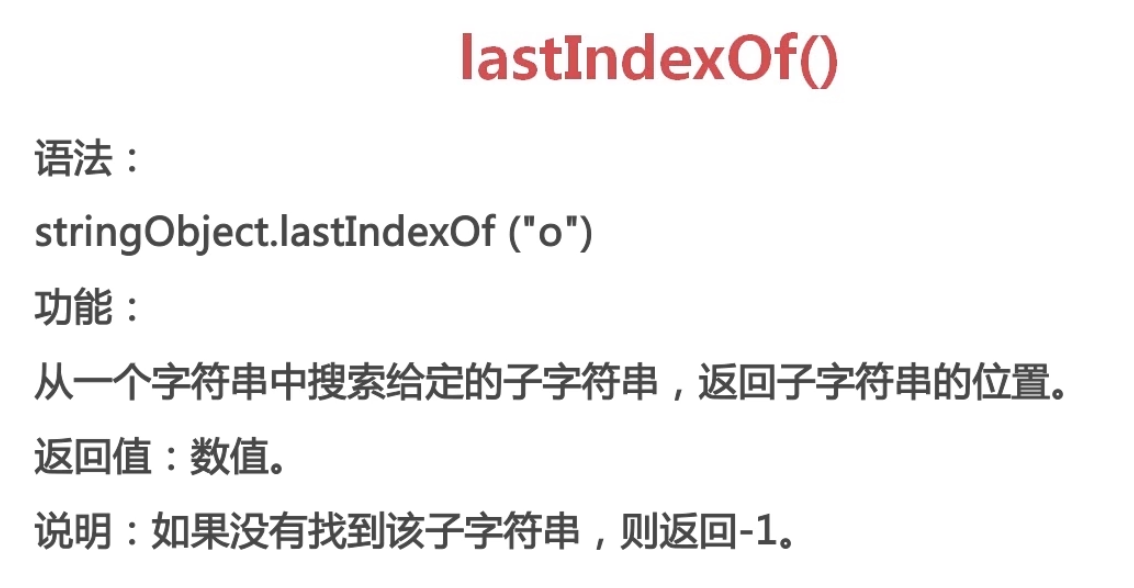 lastIndexOf()
语法：
stringObject.lastIndexOf ("o")
功能：
从一个字符串中搜索给定的子字符串，返回子字符串的位置。
返回值：数值。
说明：如果没有找到该子字符串，则返回-1。